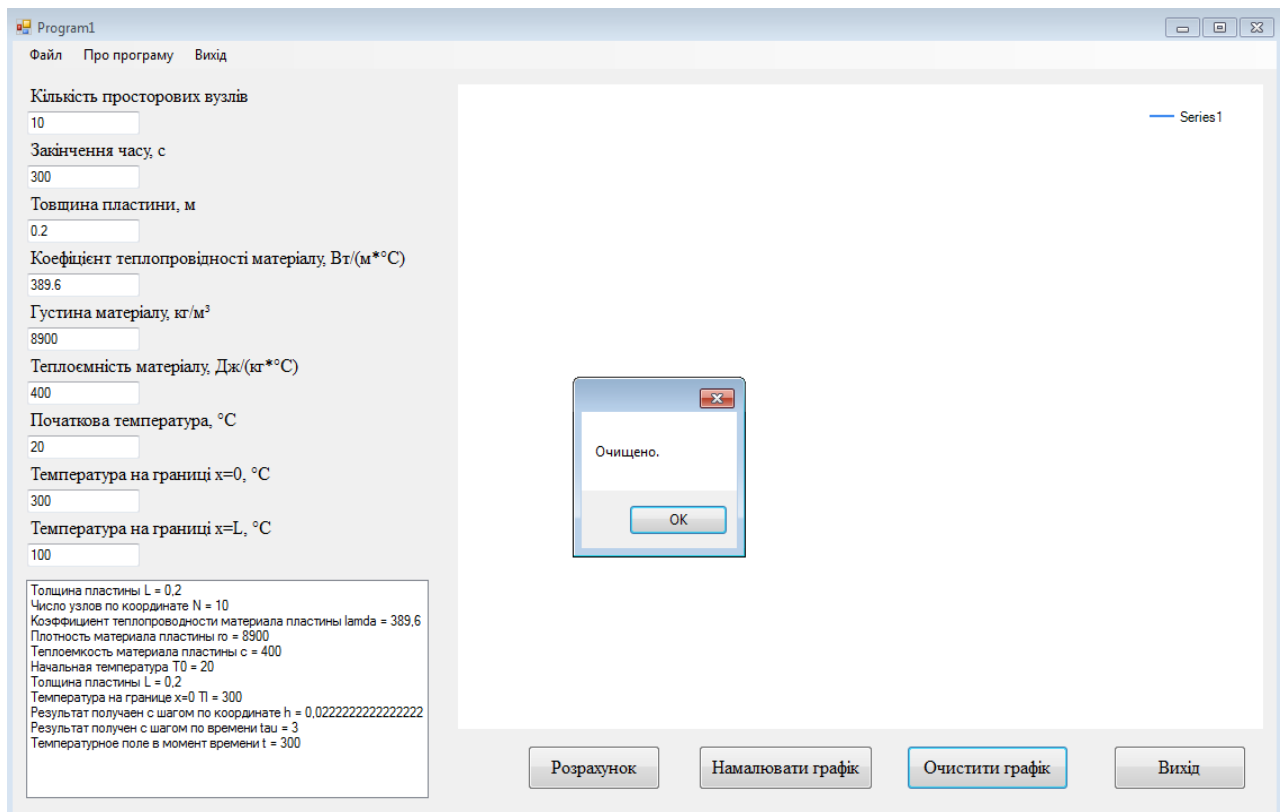 Program1
Файл Про програму Вихід
Кількість просторових вузлів
10
Закінчення часу, с
300
Товщина пластини, м
0.2
Коефіцієнт теплопровідності матеріалу, Вт/(м*°С)
389.6
Густина матеріалу, кг/м³
8900
Теплоємність матеріалу, Дж/(кг*°С)
400
Початкова температура, °С
20
Температура на границі x=0, °С
300
Температура на границі x=L, °С
100
Толщина пластины L = 0,2
Число узлов по координате N = 10
Коэффициент теплопроводности материала пластины lamda = 389,6
Плотность материала пластины ro = 8900
Теплоемкость материала пластины c = 400
Начальная температура T0 = 20
Толщина пластины L = 0,2
Температура на границе x=0 Tl = 300
Результат получаен с шагом по координате h = 0,0222222222222222
Результат получен с шагом по времени tau = 3
Температурное поле в момент времени t = 300
Series1
Очищено.
OK
Розрахунок Намалювати графік Очистити графік Вихід